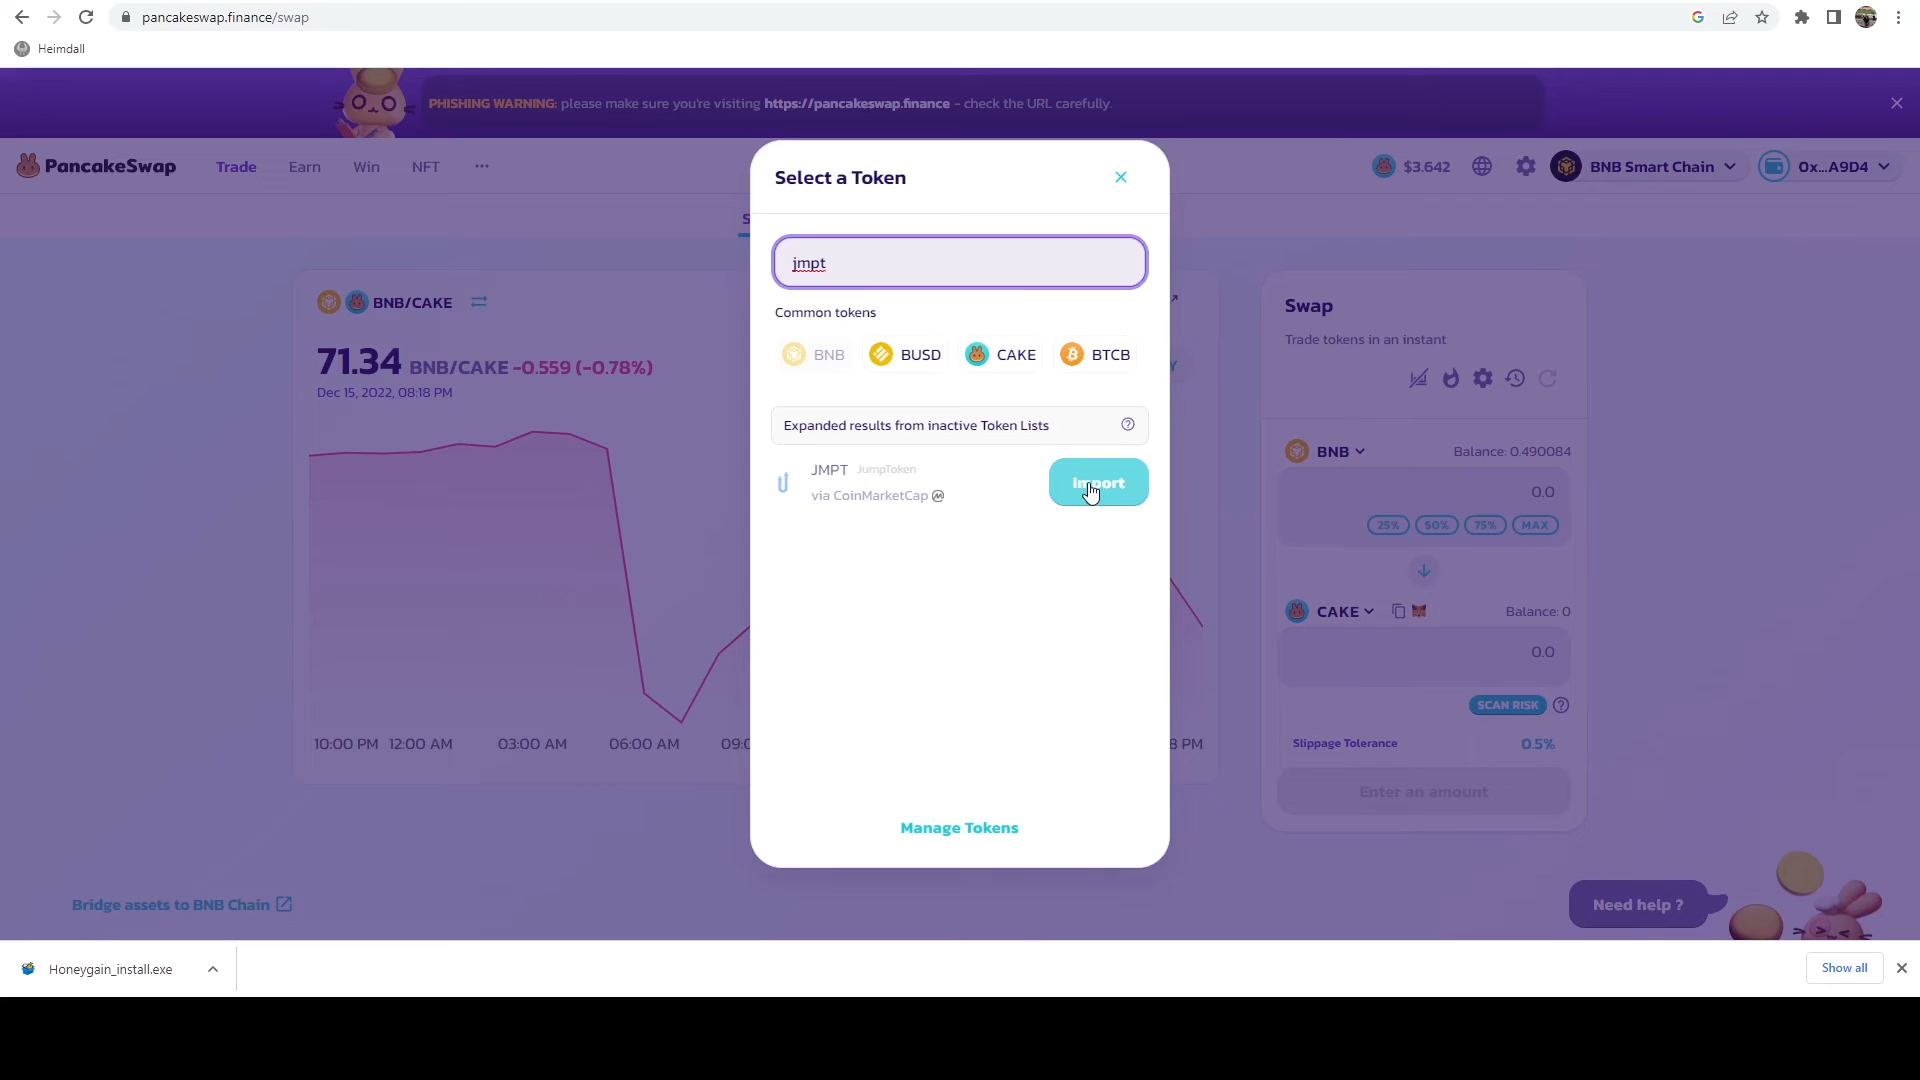 pancakeswap.finance/swap
Heimdall
PHISHING WARNING: please make sure you're visiting https://pancakeswap.finance - check the URL carefully.
PancakeSwap Trade Earn Win NFT ··· $3.642 BNB Smart Chain 0x...A9D4
Select a Token
jmpt
Common tokens
BNB BUSD CAKE BTCB
Expanded results from inactive Token Lists
JMPT JumpToken
via CoinMarketCap
Import
Manage Tokens
BNB/CAKE
71.34 BNB/CAKE -0.559 (-0.78%)
Dec 15, 2022, 08:18 PM
10:00 PM 12:00 AM 03:00 AM 06:00 AM 09:0 8 PM
Swap
Trade tokens in an instant
BNB Balance: 0.490084
0.0
25% 50% 75% MAX
CAKE Balance: 0
0.0
SCAN RISK
Slippage Tolerance 0.5%
Enter an amount
Bridge assets to BNB Chain
Need help ?
Honeygain_install.exe
Show all